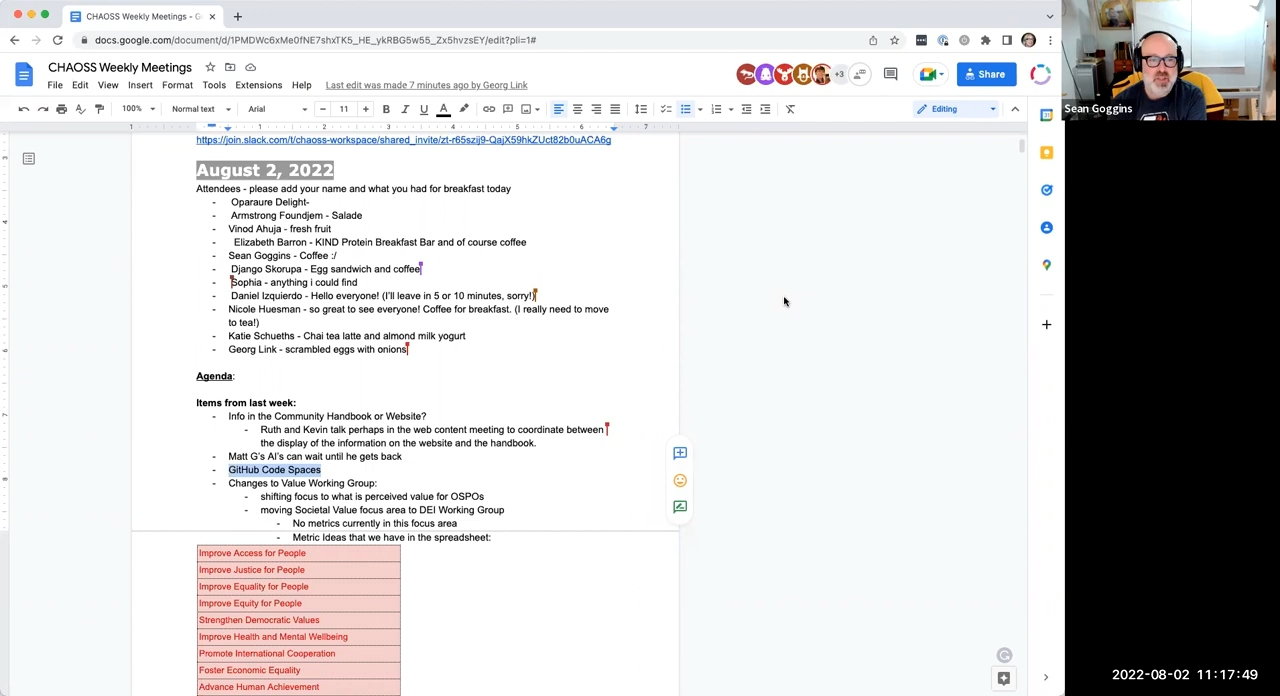 CHAOSS Weekly Meetings - G
docs.google.com/document/d/1PMDWc6xMe0fNE7shxTK5_HE_ykRBG5w55_Zx5hvzsEY/edit?pli=1#
CHAOSS Weekly Meetings
File Edit View Insert Format Tools Extensions Help Last edit was made 7 minutes ago by Georg Link
+3
Share
100% Normal text Arial 11 Editing
1 1 2 3 4 5 6 7
https://join.slack.com/t/chaoss-workspace/shared_invite/zt-r65szij9-QajX59hkZUct82b0uACA6g
August 2, 2022
Attendees - please add your name and what you had for breakfast today
- Oparaure Delight-
- Armstrong Foundjem - Salade
- Vinod Ahuja - fresh fruit
- Elizabeth Barron - KIND Protein Breakfast Bar and of course coffee
- Sean Goggins - Coffee :/
- Django Skorupa - Egg sandwich and coffee
- Sophia - anything i could find
- Daniel Izquierdo - Hello everyone! (I'll leave in 5 or 10 minutes, sorry!)
- Nicole Huesman - so great to see everyone! Coffee for breakfast. (I really need to move
to tea!)
- Katie Schueths - Chai tea latte and almond milk yogurt
- Georg Link - scrambled eggs with onions
Agenda:
Items from last week:
- Info in the Community Handbook or Website?
- Ruth and Kevin talk perhaps in the web content meeting to coordinate between
the display of the information on the website and the handbook.
- Matt G's AI's can wait until he gets back
- GitHub Code Spaces
- Changes to Value Working Group:
- shifting focus to what is perceived value for OSPOs
- moving Societal Value focus area to DEI Working Group
- No metrics currently in this focus area
- Metric Ideas that we have in the spreadsheet:
Improve Access for People
Improve Justice for People
Improve Equality for People
Improve Equity for People
Strengthen Democratic Values
Improve Health and Mental Wellbeing
Promote International Cooperation
Foster Economic Equality
Advance Human Achievement
Sean Goggins
2022-08-02 11:17:49